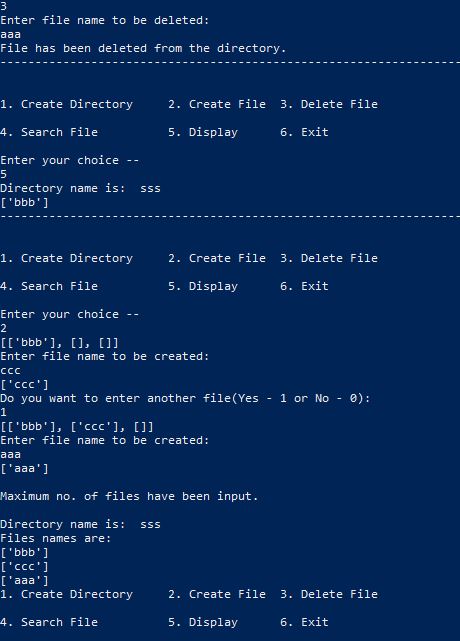 3
Enter file name to be deleted:
aaa
File has been deleted from the directory.
------------------------------------------------------------------
1. Create Directory     2. Create File  3. Delete File
4. Search File          5. Display      6. Exit
Enter your choice --
5
Directory name is:  sss
['bbb']
------------------------------------------------------------------
1. Create Directory     2. Create File  3. Delete File
4. Search File          5. Display      6. Exit
Enter your choice --
2
[['bbb'], [], []]
Enter file name to be created:
ccc
['ccc']
Do you want to enter another file(Yes - 1 or No - 0):
1
[['bbb'], ['ccc'], []]
Enter file name to be created:
aaa
['aaa']
Maximum no. of files have been input.
Directory name is:  sss
Files names are:
['bbb']
['ccc']
['aaa']
1. Create Directory     2. Create File  3. Delete File
4. Search File          5. Display      6. Exit